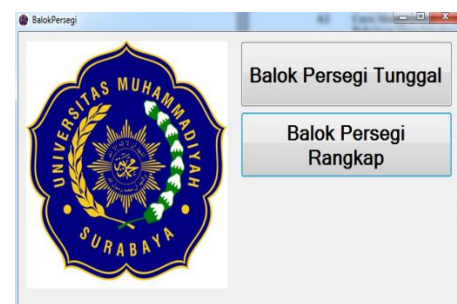 BalokPersegi
UNIVERSITAS MUHAMMADIYAH
SURABAYA
Balok Persegi Tunggal
Balok Persegi
Rangkap